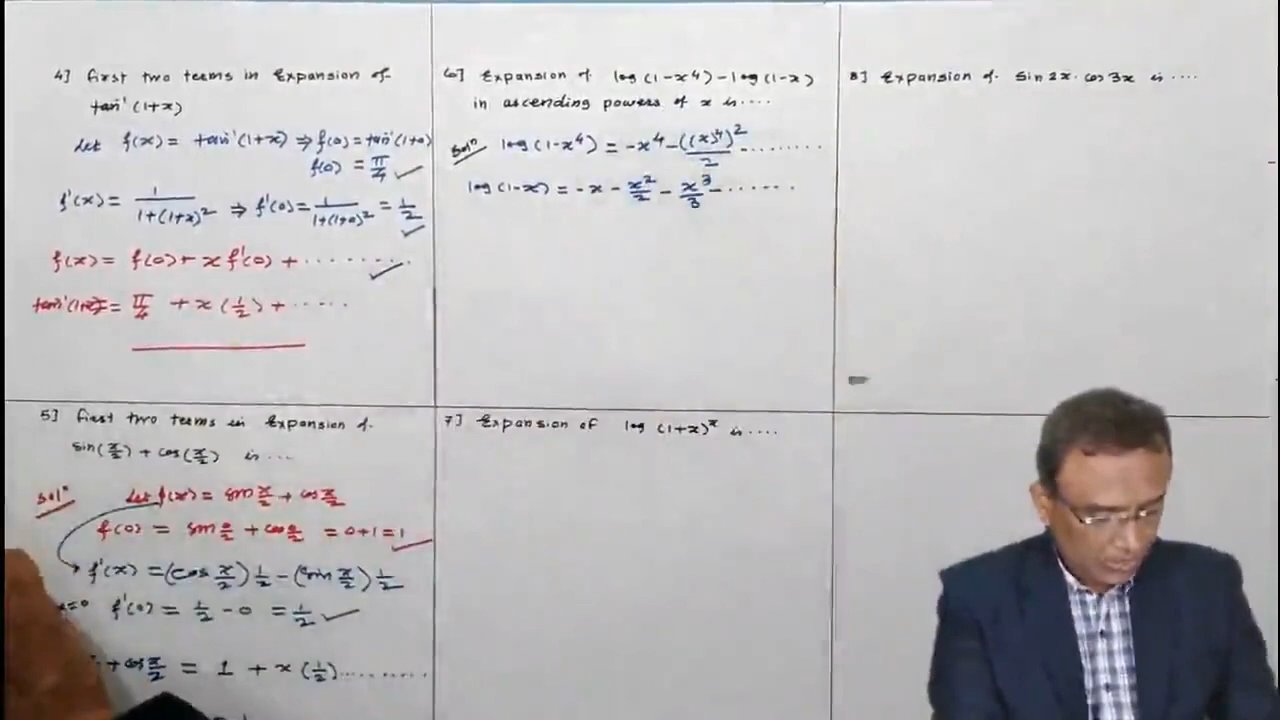 4] First two terms in Expansion of
tan⁻¹(1+x)
Let f(x) = tan⁻¹(1+x) ⇒ f(0) = tan⁻¹(1+0)
f(0) = π/4 ✓
f'(x) = 1/(1+(1+x)²) ⇒ f'(0) = 1/(1+(1+0)²) = 1/2 ✓
f(x) = f(0) + x f'(0) + ........ ✓
tan⁻¹(1+x) = π/4 + x(1/2) + .....
5] First two terms in Expansion of
sin(x/2) + cos(x/2) is ...
Solⁿ Let f(x) = sin x/2 + cos x/2
f(0) = sin 0/2 + cos 0/2 = 0+1 = 1 ✓
f'(x) = (cos x/2) 1/2 - (sin x/2) 1/2
x=0 f'(0) = 1/2 - 0 = 1/2 ✓
+ cos x/2 = 1 + x(1/2) .........
6] Expansion of log(1-x⁴) - log(1-x)
in ascending powers of x is ....
Solⁿ log(1-x⁴) = -x⁴ - ((x)⁴)²/2 - ........
log(1-x) = -x - x²/2 - x³/3 - ......
7] Expansion of log(1+x)ˣ is ....
8] Expansion of sin 2x · cos 3x is ....